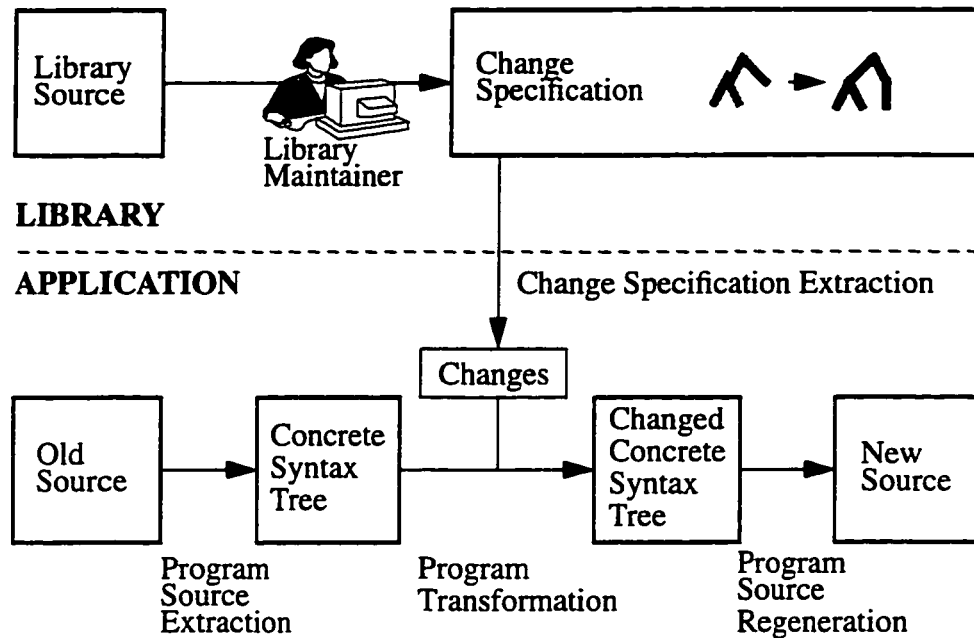 Library
Source
Library
Maintainer
Change
Specification
LIBRARY
APPLICATION
Change Specification Extraction
Changes
Old
Source
Concrete
Syntax
Tree
Changed
Concrete
Syntax
Tree
New
Source
Program
Source
Extraction
Program
Transformation
Program
Source
Regeneration